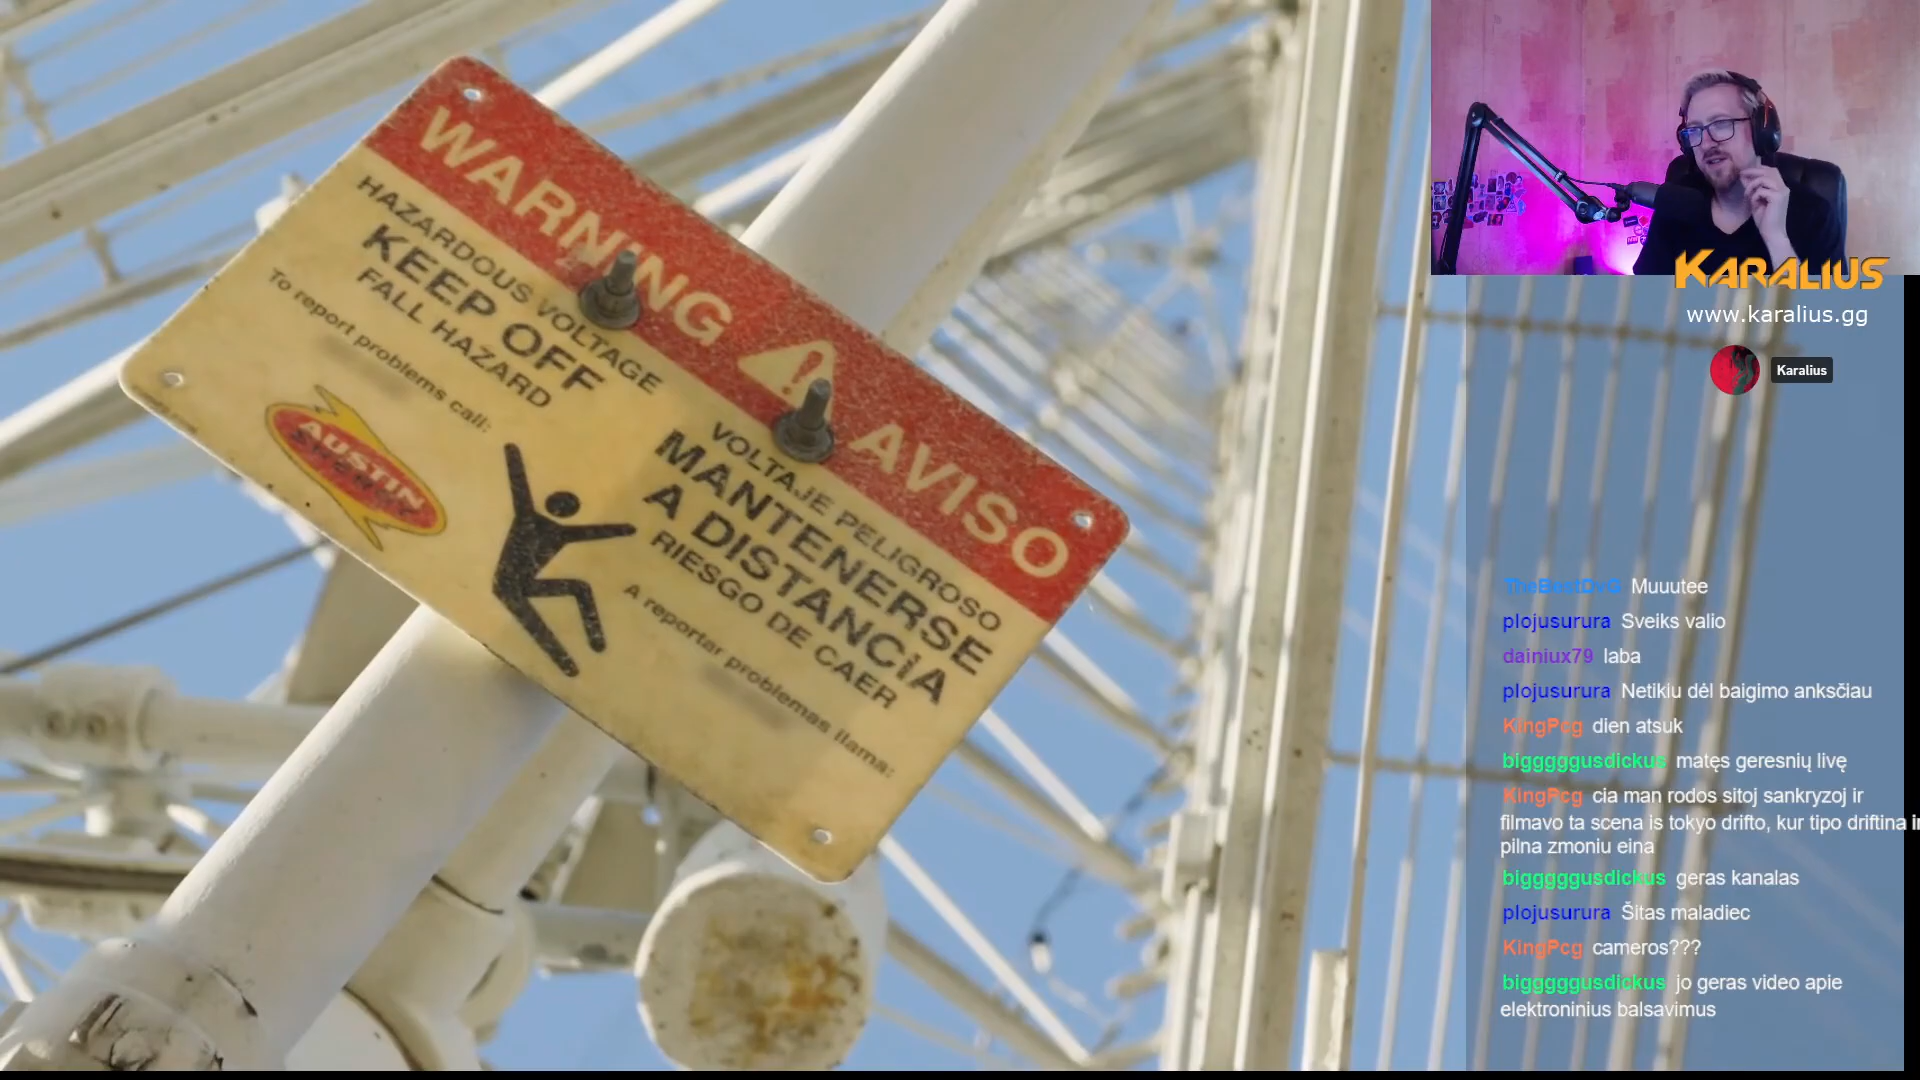 WARNING
HAZARDOUS VOLTAGE
KEEP OFF
FALL HAZARD
To report problems call:
AUSTIN
AVISO
VOLTAJE PELIGROSO
MANTENERSE
A DISTANCIA
RIESGO DE CAER
A reportar problemas llama:
KARALIUS
www.karalius.gg
Karalius
TheBestDvG Muuutee
plojusurura Sveiks valio
dainiux79 laba
plojusurura Netikiu dėl baigimo anksčiau
KingPcg dien atsuk
bigggggusdickus matęs geresnių livę
KingPcg cia man rodos sitoj sankryzoj ir
filmavo ta scena is tokyo drifto, kur tipo driftina ir
pilna zmoniu eina
bigggggusdickus geras kanalas
plojusurura Šitas maladiec
KingPcg cameros???
bigggggusdickus jo geras video apie
elektroninius balsavimus